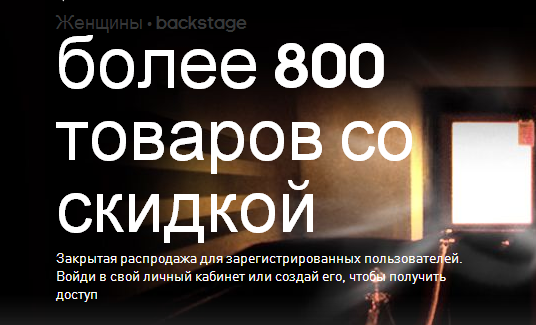 Женщины • backstage
более 800
товаров со
скидкой
Закрытая распродажа для зарегистрированных пользователей.
Войди в свой личный кабинет или создай его, чтобы получить
доступ